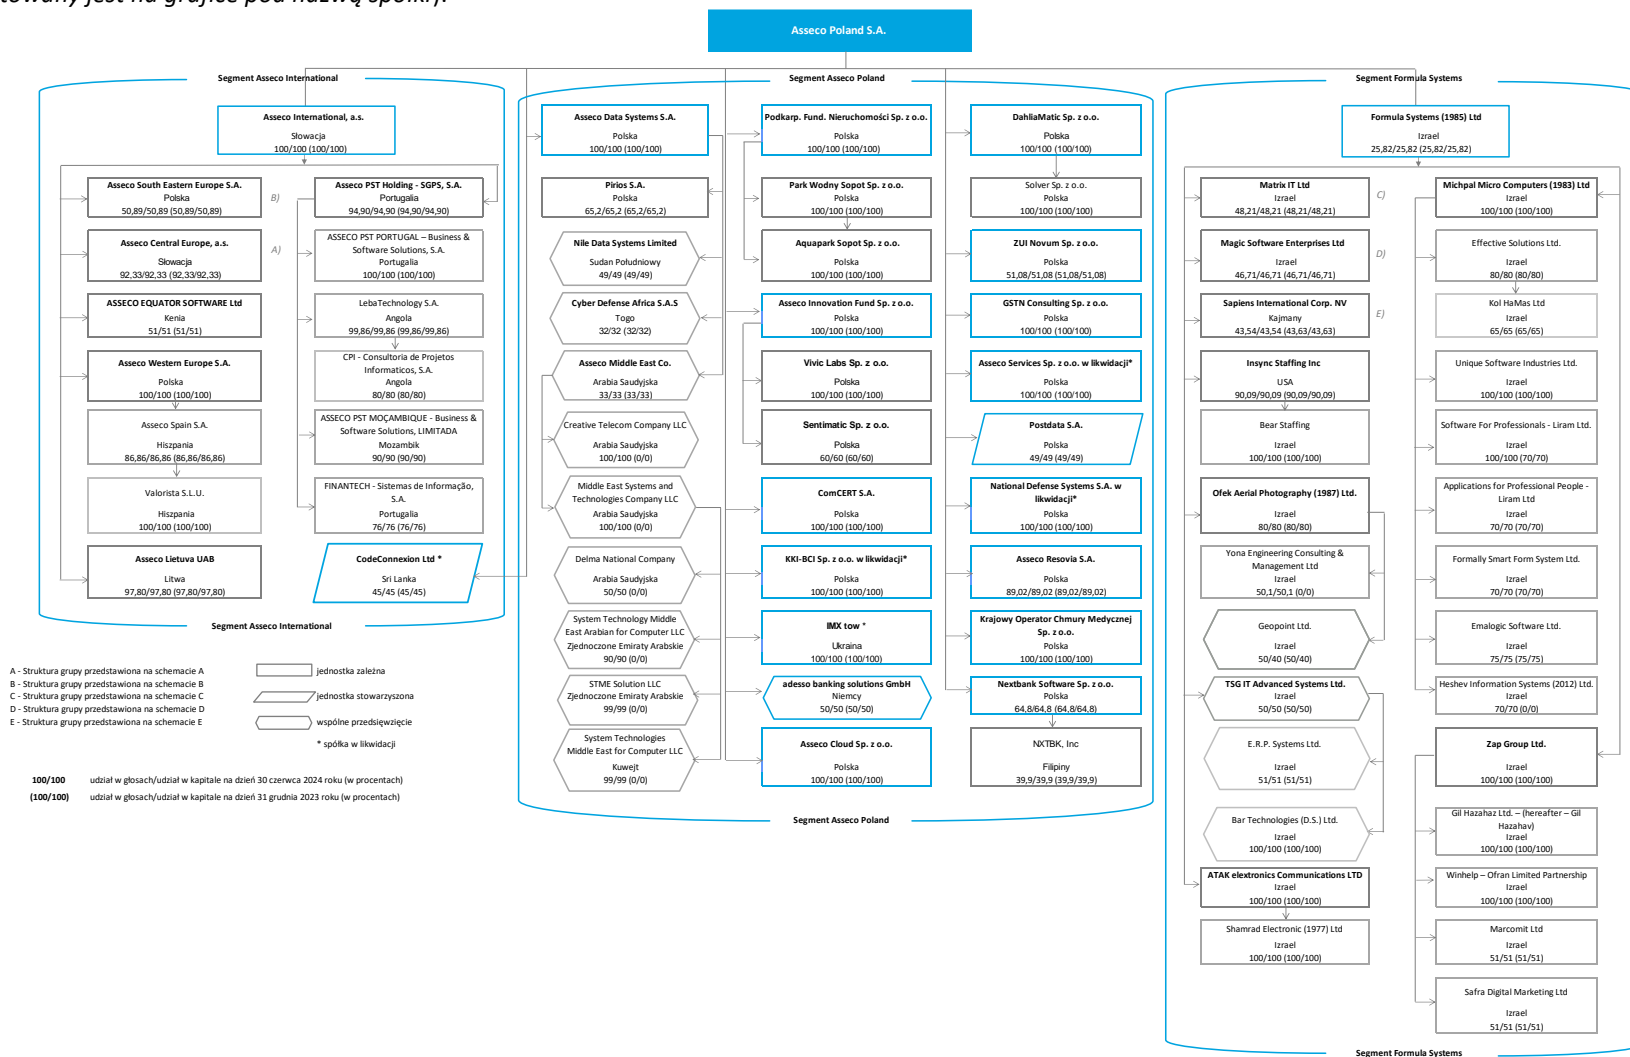 towany jest na grafice pod nazwą spółki).
Asseco Poland S.A.
Segment Asseco International
Asseco International, a.s.
Słowacja
100/100 (100/100)
Asseco South Eastern Europe S.A.
Polska
50,89/50,89 (50,89/50,89)
B)
Asseco Central Europe, a.s.
Słowacja
92,33/92,33 (92,33/92,33)
A)
ASSECO EQUATOR SOFTWARE Ltd
Kenia
51/51 (51/51)
Asseco Western Europe S.A.
Polska
100/100 (100/100)
Asseco Spain S.A.
Hiszpania
86,86/86,86 (86,86/86,86)
Valorista S.L.U.
Hiszpania
100/100 (100/100)
Asseco Lietuva UAB
Litwa
97,80/97,80 (97,80/97,80)
Asseco PST Holding - SGPS, S.A.
Portugalia
94,90/94,90 (94,90/94,90)
ASSECO PST PORTUGAL – Business &
Software Solutions, S.A.
Portugalia
100/100 (100/100)
LebaTechnology S.A.
Angola
99,86/99,86 (99,86/99,86)
CPI - Consultoria de Projetos
Informaticos, S.A.
Angola
80/80 (80/80)
ASSECO PST MOÇAMBIQUE - Business &
Software Solutions, LIMITADA
Mozambik
90/90 (90/90)
FINANTECH - Sistemas de Informação,
S.A.
Portugalia
76/76 (76/76)
CodeConnexion Ltd *
Sri Lanka
45/45 (45/45)
Segment Asseco International
Segment Asseco Poland
Asseco Data Systems S.A.
Polska
100/100 (100/100)
Pirios S.A.
Polska
65,2/65,2 (65,2/65,2)
Nile Data Systems Limited
Sudan Południowy
49/49 (49/49)
Cyber Defense Africa S.A.S
Togo
32/32 (32/32)
Asseco Middle East Co.
Arabia Saudyjska
33/33 (33/33)
Creative Telecom Company LLC
Arabia Saudyjska
100/100 (0/0)
Middle East Systems and
Technologies Company LLC
Arabia Saudyjska
100/100 (0/0)
Delma National Company
Arabia Saudyjska
50/50 (0/0)
System Technology Middle
East Arabian for Computer LLC
Zjednoczone Emiraty Arabskie
90/90 (0/0)
STME Solution LLC
Zjednoczone Emiraty Arabskie
99/99 (0/0)
System Technologies
Middle East for Computer LLC
Kuwejt
99/99 (0/0)
Podkarp. Fund. Nieruchomości Sp. z o.o.
Polska
100/100 (100/100)
Park Wodny Sopot Sp. z o.o.
Polska
100/100 (100/100)
Aquapark Sopot Sp. z o.o.
Polska
100/100 (100/100)
Asseco Innovation Fund Sp. z o.o.
Polska
100/100 (100/100)
Vivic Labs Sp. z o.o.
Polska
100/100 (100/100)
Sentimatic Sp. z o.o.
Polska
60/60 (60/60)
ComCERT S.A.
Polska
100/100 (100/100)
KKI-BCI Sp. z o.o. w likwidacji*
Polska
100/100 (100/100)
IMX tow *
Ukraina
100/100 (100/100)
adesso banking solutions GmbH
Niemcy
50/50 (50/50)
Asseco Cloud Sp. z o.o.
Polska
100/100 (100/100)
DahliaMatic Sp. z o.o.
Polska
100/100 (100/100)
Solver Sp. z o.o.
Polska
100/100 (100/100)
ZUI Novum Sp. z o.o.
Polska
51,08/51,08 (51,08/51,08)
GSTN Consulting Sp. z o.o.
Polska
100/100 (100/100)
Asseco Services Sp. z o.o. w likwidacji*
Polska
100/100 (100/100)
Postdata S.A.
Polska
49/49 (49/49)
National Defense Systems S.A. w
likwidacji*
Polska
100/100 (100/100)
Asseco Resovia S.A.
Polska
89,02/89,02 (89,02/89,02)
Krajowy Operator Chmury Medycznej
Sp. z o.o.
Polska
100/100 (100/100)
Nextbank Software Sp. z o.o.
Polska
64,8/64,8 (64,8/64,8)
NXTBK, Inc
Filipiny
39,9/39,9 (39,9/39,9)
Segment Asseco Poland
Segment Formula Systems
Formula Systems (1985) Ltd
Izrael
25,82/25,82 (25,82/25,82)
Matrix IT Ltd
Izrael
48,21/48,21 (48,21/48,21)
C)
Magic Software Enterprises Ltd
Izrael
46,71/46,71 (46,71/46,71)
D)
Sapiens International Corp. NV
Kajmany
43,54/43,54 (43,63/43,63)
E)
Insync Staffing Inc
USA
90,09/90,09 (90,09/90,09)
Bear Staffing
Izrael
100/100 (100/100)
Ofek Aerial Photography (1987) Ltd.
Izrael
80/80 (80/80)
Yona Engineering Consulting &
Management Ltd
Izrael
50,1/50,1 (0/0)
Geopoint Ltd.
Izrael
50/40 (50/40)
TSG IT Advanced Systems Ltd.
Izrael
50/50 (50/50)
E.R.P. Systems Ltd.
Izrael
51/51 (51/51)
Bar Technologies (D.S.) Ltd.
Izrael
100/100 (100/100)
ATAK elextronics Communications LTD
Izrael
100/100 (100/100)
Shamrad Electronic (1977) Ltd
Izrael
100/100 (100/100)
Michpal Micro Computers (1983) Ltd
Izrael
100/100 (100/100)
Effective Solutions Ltd.
Izrael
80/80 (80/80)
Kol HaMas Ltd
Izrael
65/65 (65/65)
Unique Software Industries Ltd.
Izrael
100/100 (100/100)
Software For Professionals - Liram Ltd.
Izrael
100/100 (70/70)
Applications for Professional People -
Liram Ltd
Izrael
70/70 (70/70)
Formally Smart Form System Ltd.
Izrael
70/70 (70/70)
Emalogic Software Ltd.
Izrael
75/75 (75/75)
Heshev Information Systems (2012) Ltd.
Izrael
70/70 (0/0)
Zap Group Ltd.
Izrael
100/100 (100/100)
Gil Hazahaz Ltd. – (hereafter – Gil
Hazahav)
Izrael
100/100 (100/100)
Winhelp – Ofran Limited Partnership
Izrael
100/100 (100/100)
Marcomit Ltd
Izrael
51/51 (51/51)
Safra Digital Marketing Ltd
Izrael
51/51 (51/51)
Segment Formula Systems
A - Struktura grupy przedstawiona na schemacie A
B - Struktura grupy przedstawiona na schemacie B
C - Struktura grupy przedstawiona na schemacie C
D - Struktura grupy przedstawiona na schemacie D
E - Struktura grupy przedstawiona na schemacie E
jednostka zależna
jednostka stowarzyszona
wspólne przedsięwzięcie
* spółka w likwidacji
100/100 udział w głosach/udział w kapitale na dzień 30 czerwca 2024 roku (w procentach)
(100/100) udział w głosach/udział w kapitale na dzień 31 grudnia 2023 roku (w procentach)